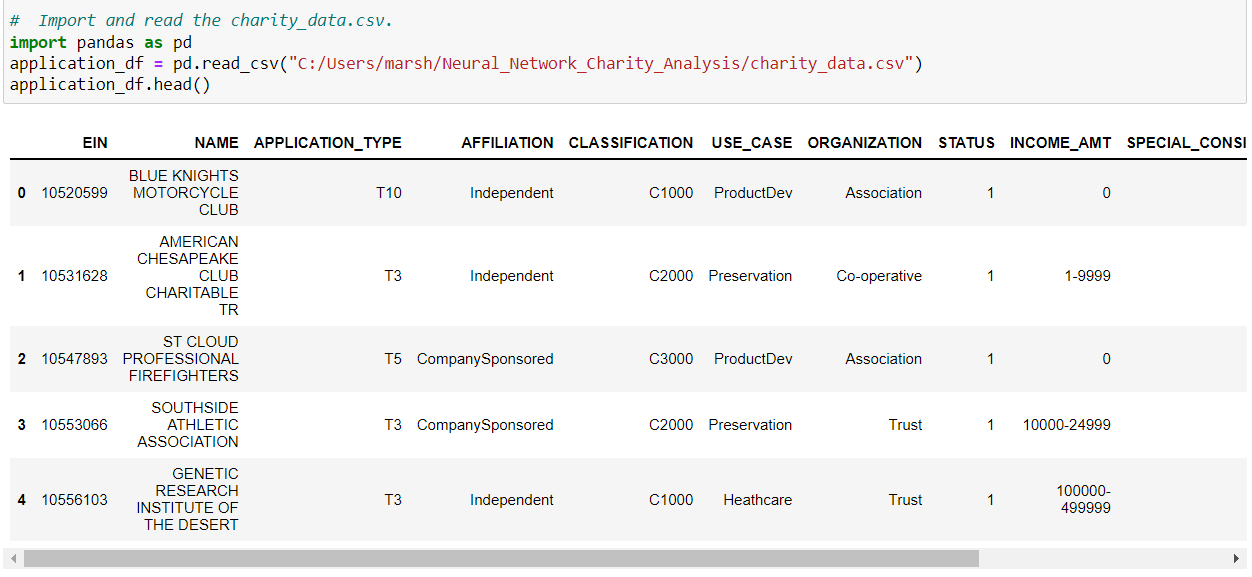 #  Import and read the charity_data.csv.
import pandas as pd
application_df = pd.read_csv("C:/Users/marsh/Neural_Network_Charity_Analysis/charity_data.csv")
application_df.head()
EIN NAME APPLICATION_TYPE AFFILIATION CLASSIFICATION USE_CASE ORGANIZATION STATUS INCOME_AMT SPECIAL_CONSI
0 10520599 BLUE KNIGHTS MOTORCYCLE CLUB T10 Independent C1000 ProductDev Association 1 0
1 10531628 AMERICAN CHESAPEAKE CLUB CHARITABLE TR T3 Independent C2000 Preservation Co-operative 1 1-9999
2 10547893 ST CLOUD PROFESSIONAL FIREFIGHTERS T5 CompanySponsored C3000 ProductDev Association 1 0
3 10553066 SOUTHSIDE ATHLETIC ASSOCIATION T3 CompanySponsored C2000 Preservation Trust 1 10000-24999
4 10556103 GENETIC RESEARCH INSTITUTE OF THE DESERT T3 Independent C1000 Heathcare Trust 1 100000-499999